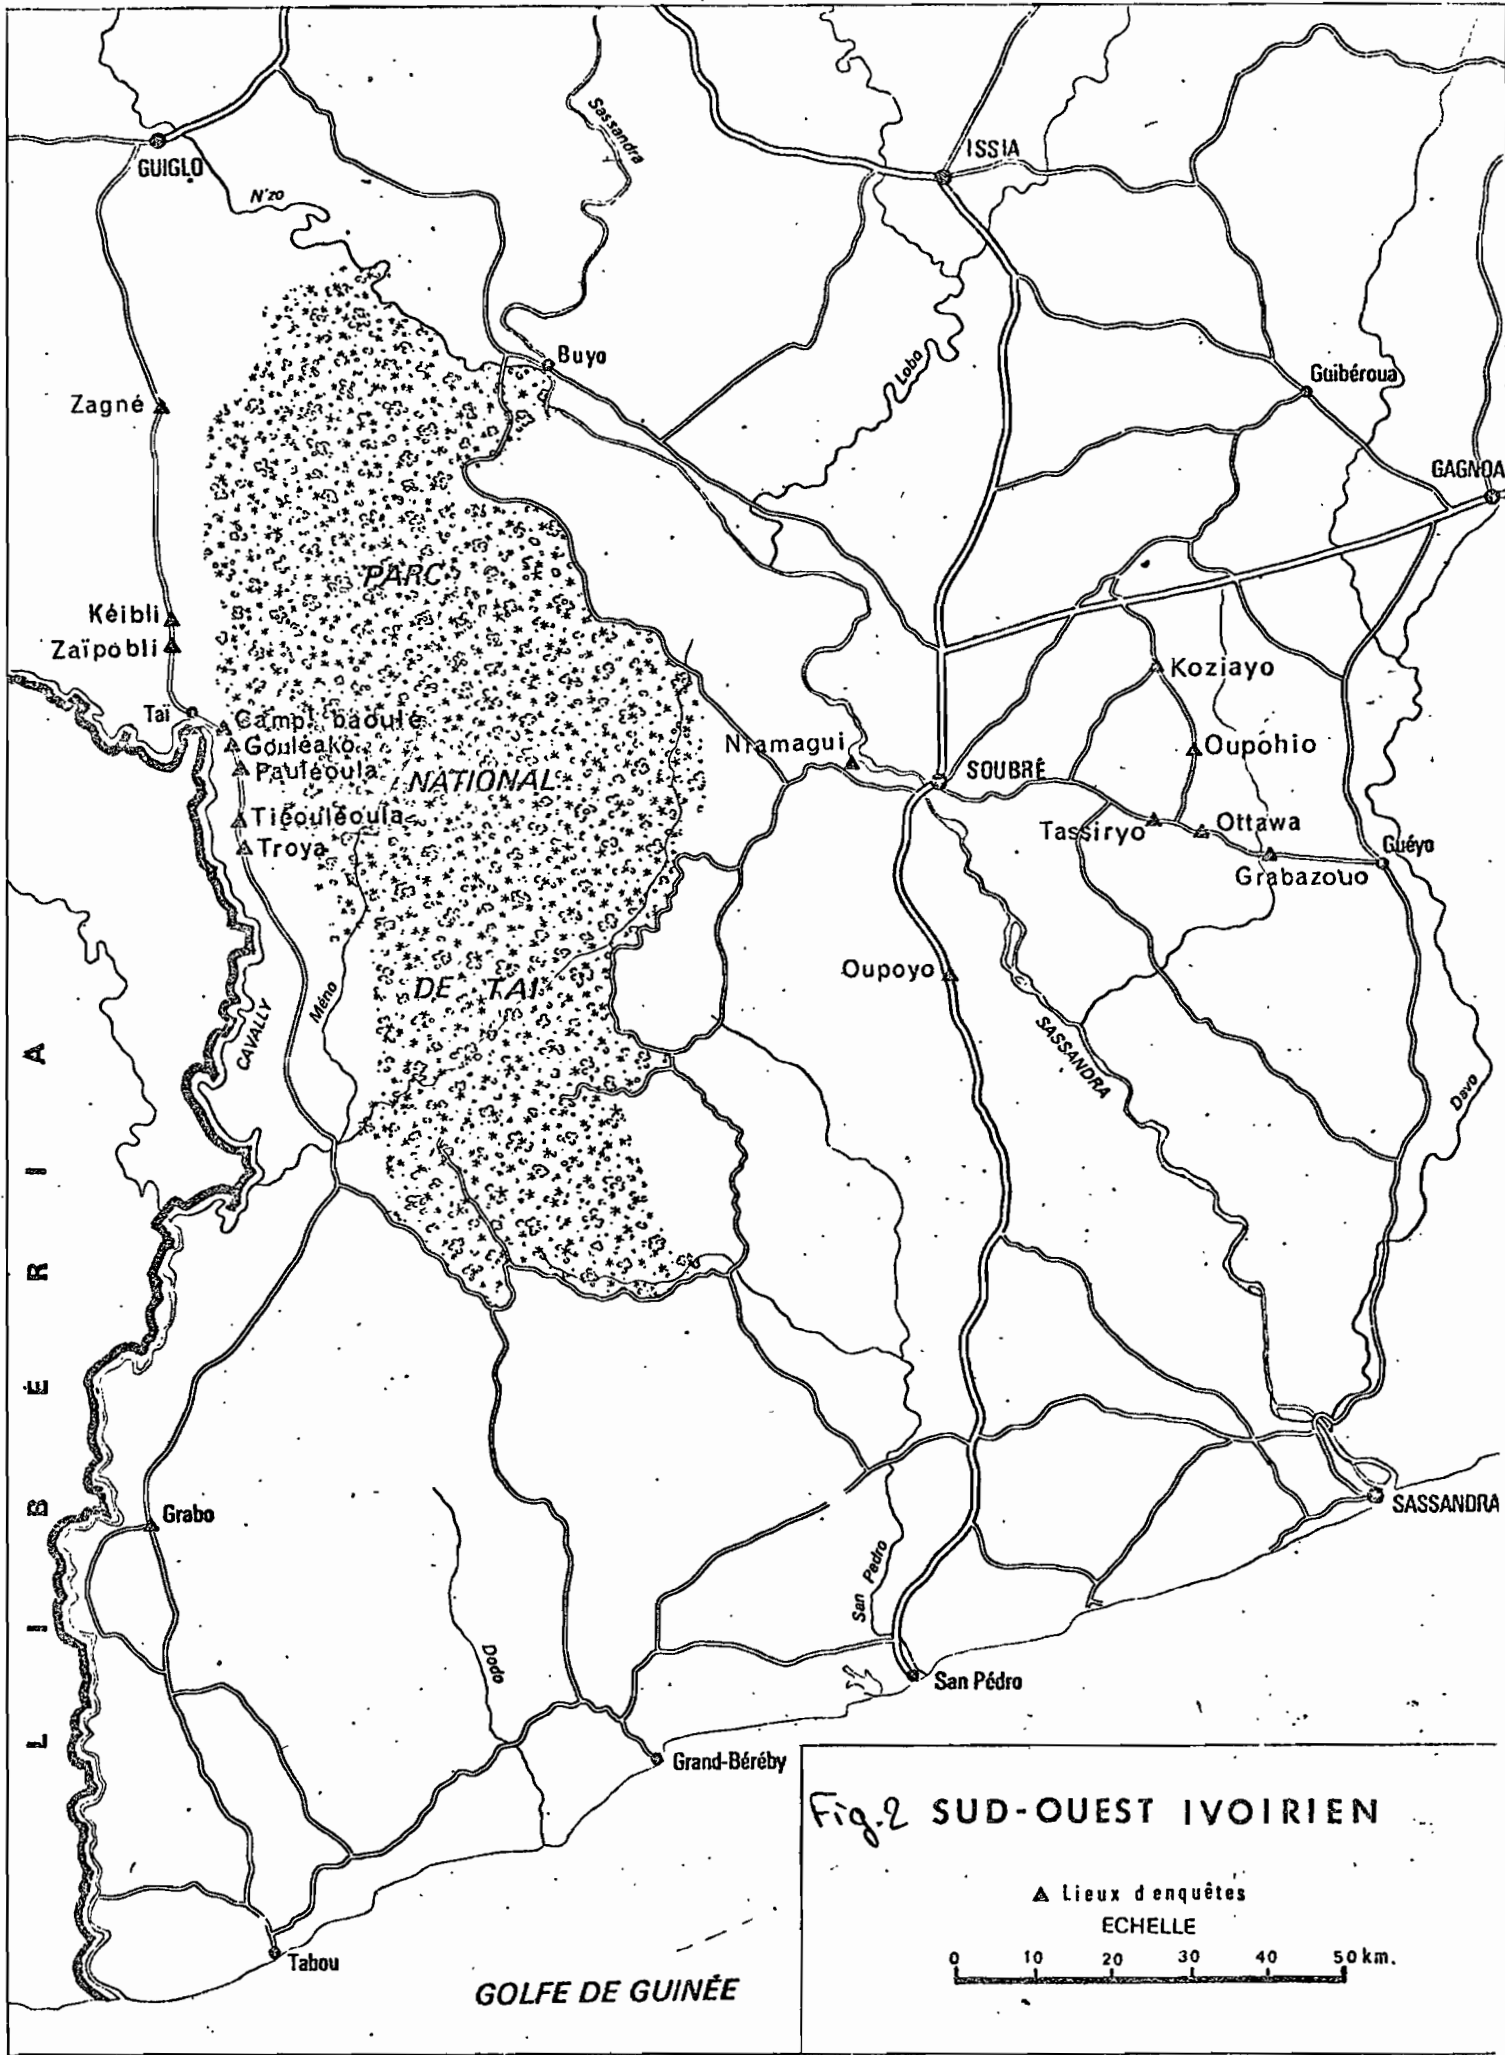 GUIGLO
N'zo
Sassandra
ISSIA
Buyo
Loba
Guibéroua
GAGNOA
Zagné
PARC
Kéibli
Zaïpobli
Koziayo
Taï
Campt baoulé
Gouléako
Pauléoula
NATIONAL
Niamagui
SOUBRÉ
Oupohio
Tiéouléoula
Troya
Tassiryo
Ottawa
Guéyo
Grabazouo
Oupoyo
DE TAI
Méno
CAVALLY
SASSANDRA
Davo
LIBÉRIA
Grabo
SASSANDRA
San Pedro
Dodo
San Pédro
Grand-Béréby
Tabou
GOLFE DE GUINÉE
Fig.2 SUD-OUEST IVOIRIEN
▲ Lieux d'enquêtes
ECHELLE
0 10 20 30 40 50 km.